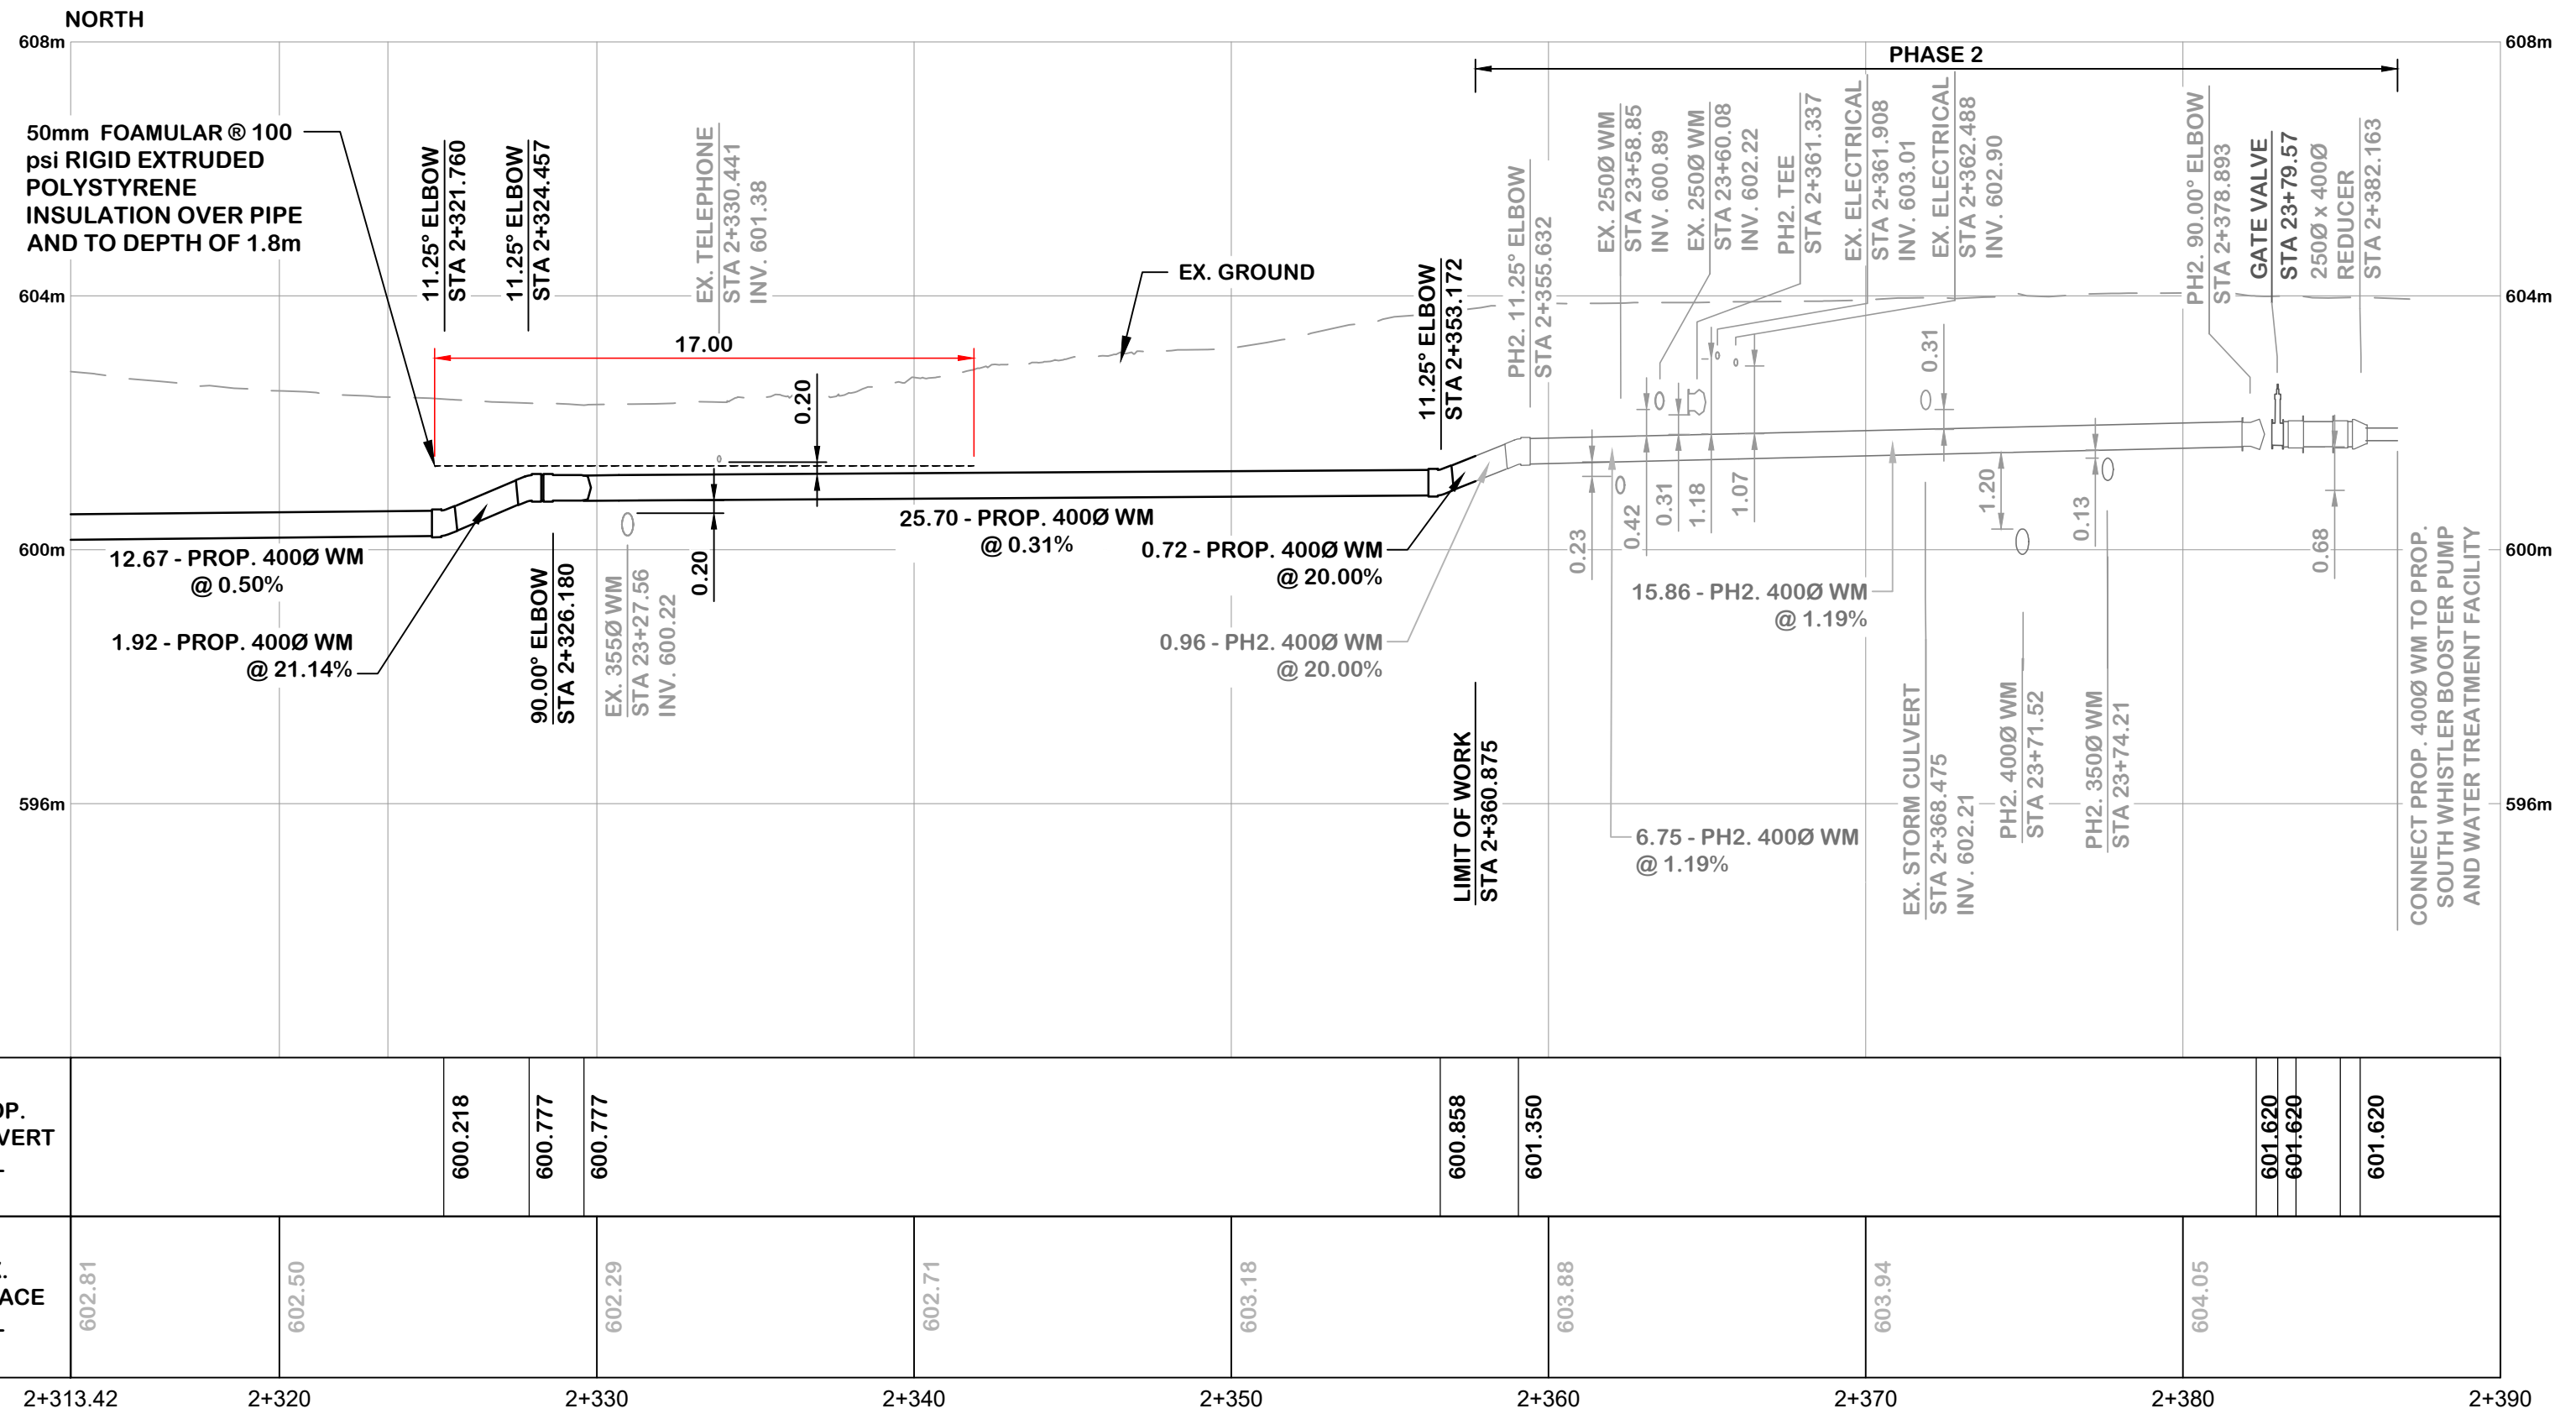 NORTH
608m
608m
PHASE 2
50mm FOAMULAR ® 100
psi RIGID EXTRUDED
POLYSTYRENE
INSULATION OVER PIPE
AND TO DEPTH OF 1.8m
11.25° ELBOW
STA 2+321.760
11.25° ELBOW
STA 2+324.457
EX. TELEPHONE
STA 2+330.441
INV. 601.38
EX. GROUND
11.25° ELBOW
STA 2+353.172
PH2. 11.25° ELBOW
STA 2+355.632
EX. 250Ø WM
STA 23+58.85
INV. 600.89
EX. 250Ø WM
STA 23+60.08
INV. 602.22
PH2. TEE
STA 2+361.337
EX. ELECTRICAL
STA 2+361.908
INV. 603.01
EX. ELECTRICAL
STA 2+362.488
INV. 602.90
PH2. 90.00° ELBOW
STA 2+378.893
GATE VALVE
STA 23+79.57
250Ø x 400Ø
REDUCER
STA 2+382.163
604m
604m
17.00
0.20
0.31
12.67 - PROP. 400Ø WM
@ 0.50%
1.92 - PROP. 400Ø WM
@ 21.14%
90.00° ELBOW
STA 2+326.180
EX. 355Ø WM
STA 23+27.56
INV. 600.22
0.20
25.70 - PROP. 400Ø WM
@ 0.31%
0.72 - PROP. 400Ø WM
@ 20.00%
0.96 - PH2. 400Ø WM
@ 20.00%
0.23
0.42
0.31
1.18
1.07
15.86 - PH2. 400Ø WM
@ 1.19%
1.20
0.13
0.68
600m
600m
LIMIT OF WORK
STA 2+360.875
6.75 - PH2. 400Ø WM
@ 1.19%
EX. STORM CULVERT
STA 2+368.475
INV. 602.21
PH2. 400Ø WM
STA 23+71.52
PH2. 350Ø WM
STA 23+74.21
CONNECT PROP. 400Ø WM TO PROP.
SOUTH WHISTLER BOOSTER PUMP
AND WATER TREATMENT FACILITY
596m
596m
OP.
VERT
600.218
600.777
600.777
600.858
601.350
601.620
601.620
601.620
ACE
602.81
602.50
602.29
602.71
603.18
603.88
603.94
604.05
2+313.42
2+320
2+330
2+340
2+350
2+360
2+370
2+380
2+390